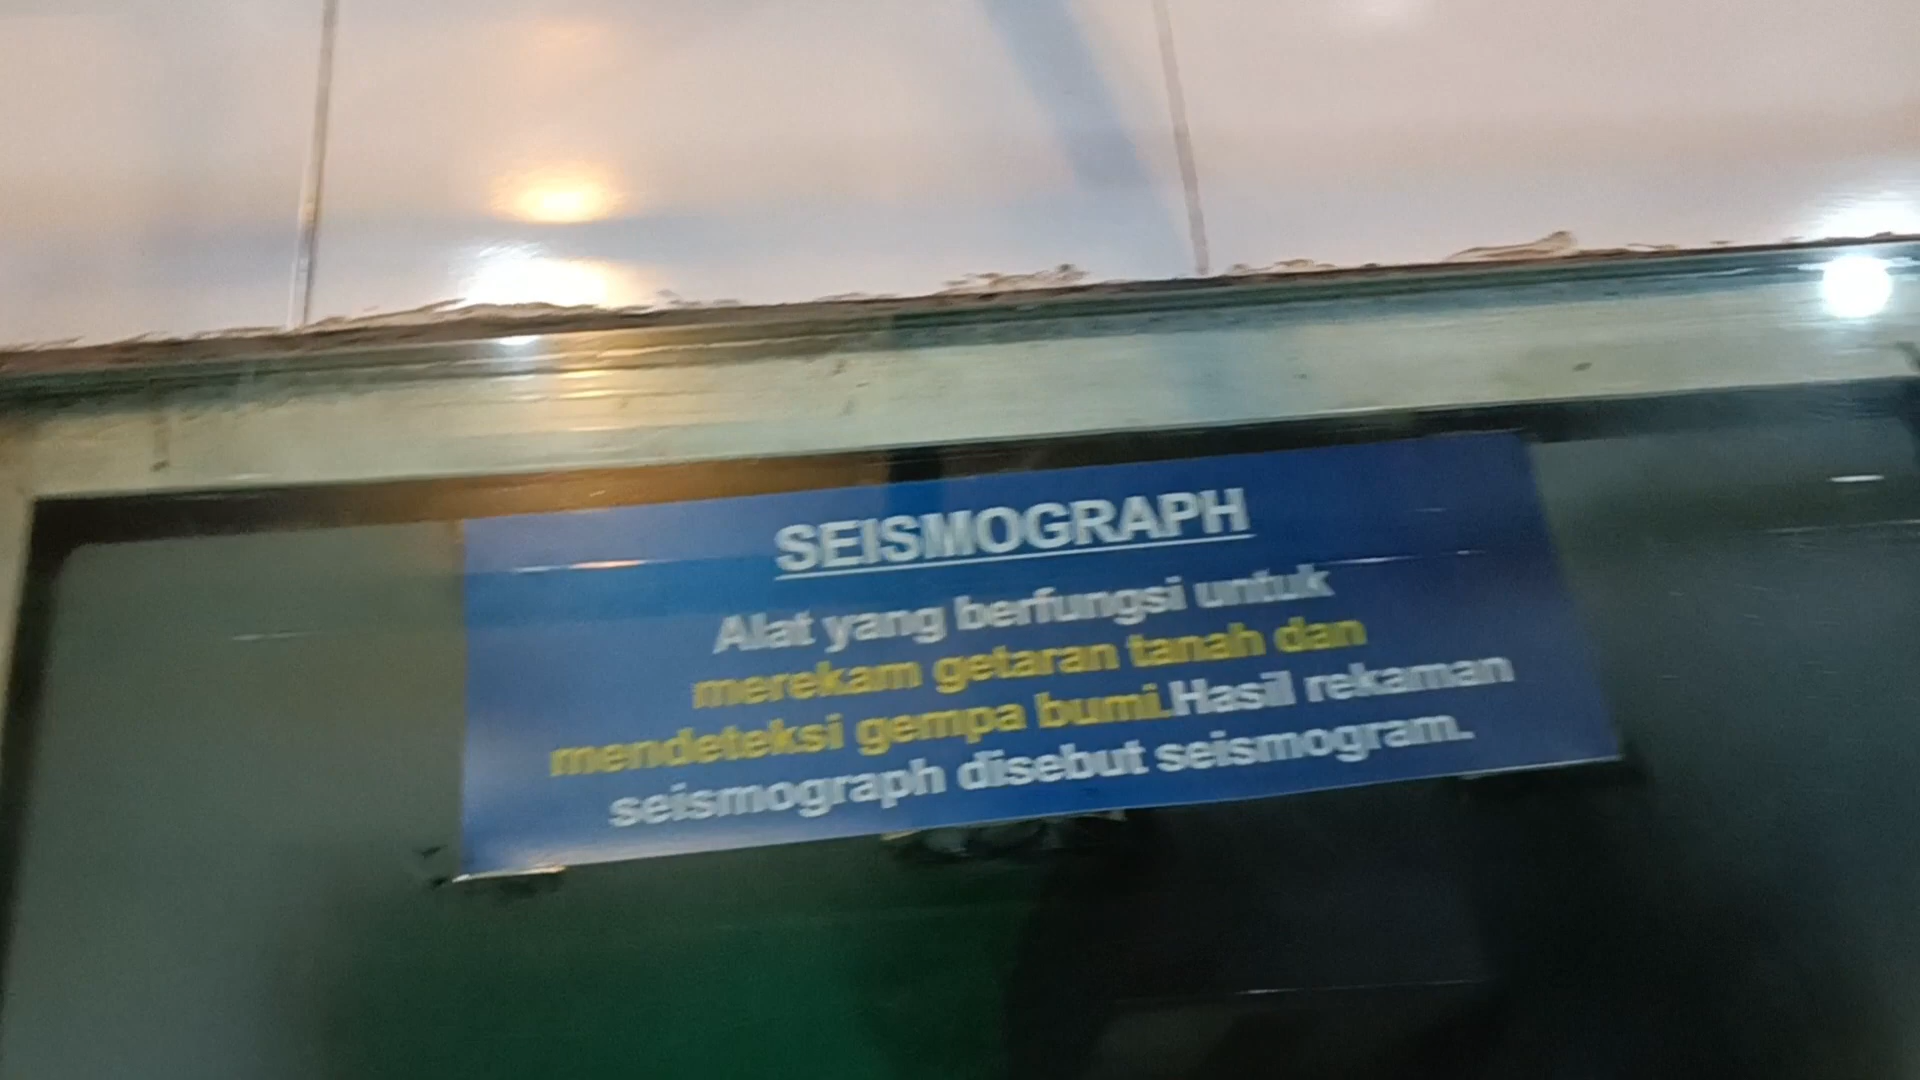 SEISMOGRAPH
Alat yang berfungsi untuk
merekam getaran tanah dan
mendeteksi gempa bumi.Hasil rekaman
seismograph disebut seismogram.